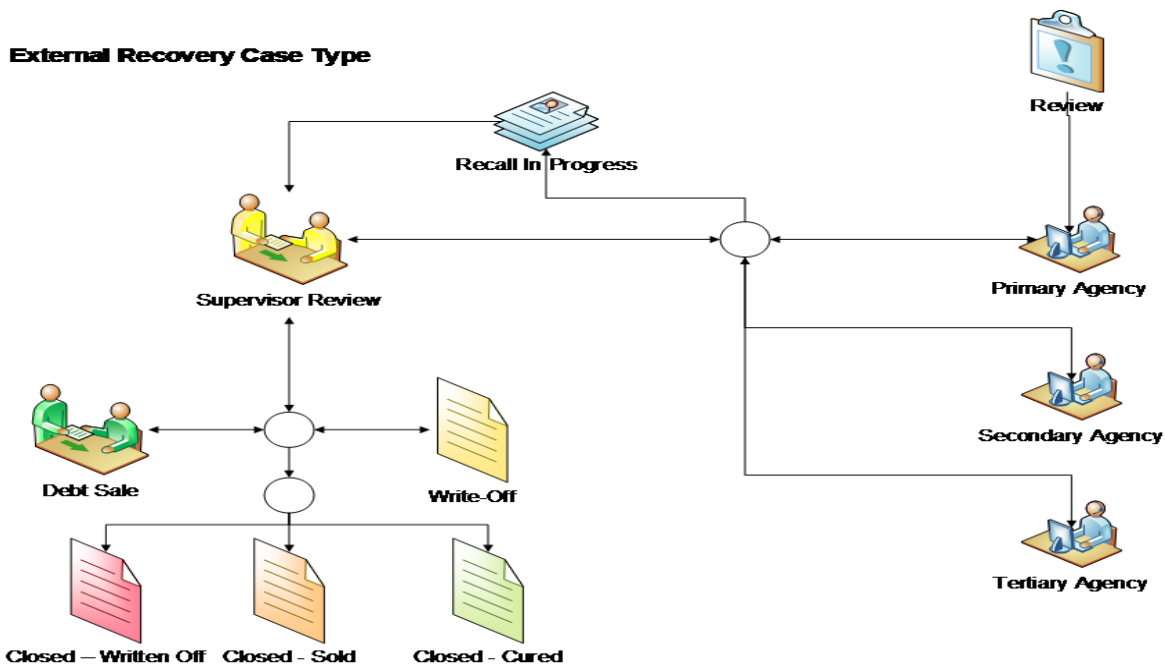 External Recovery Case Type
Review
Recall In Progress
Supervisor Review
Primary Agency
Secondary Agency
Debt Sale
Write-Off
Tertiary Agency
Closed – Written Off
Closed - Sold
Closed - Cured